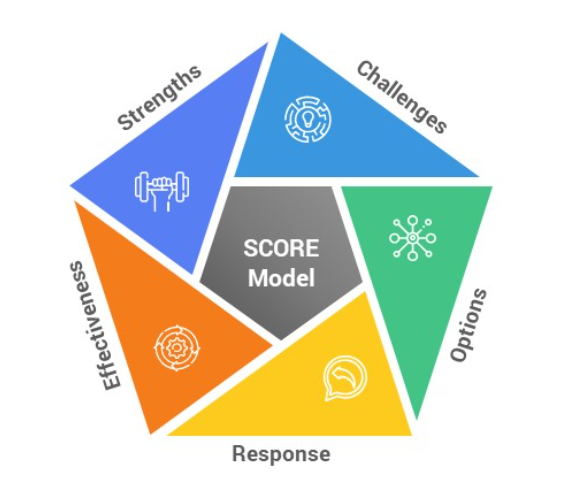 Strengths
Challenges
SCORE
Model
Options
Effectiveness
Response